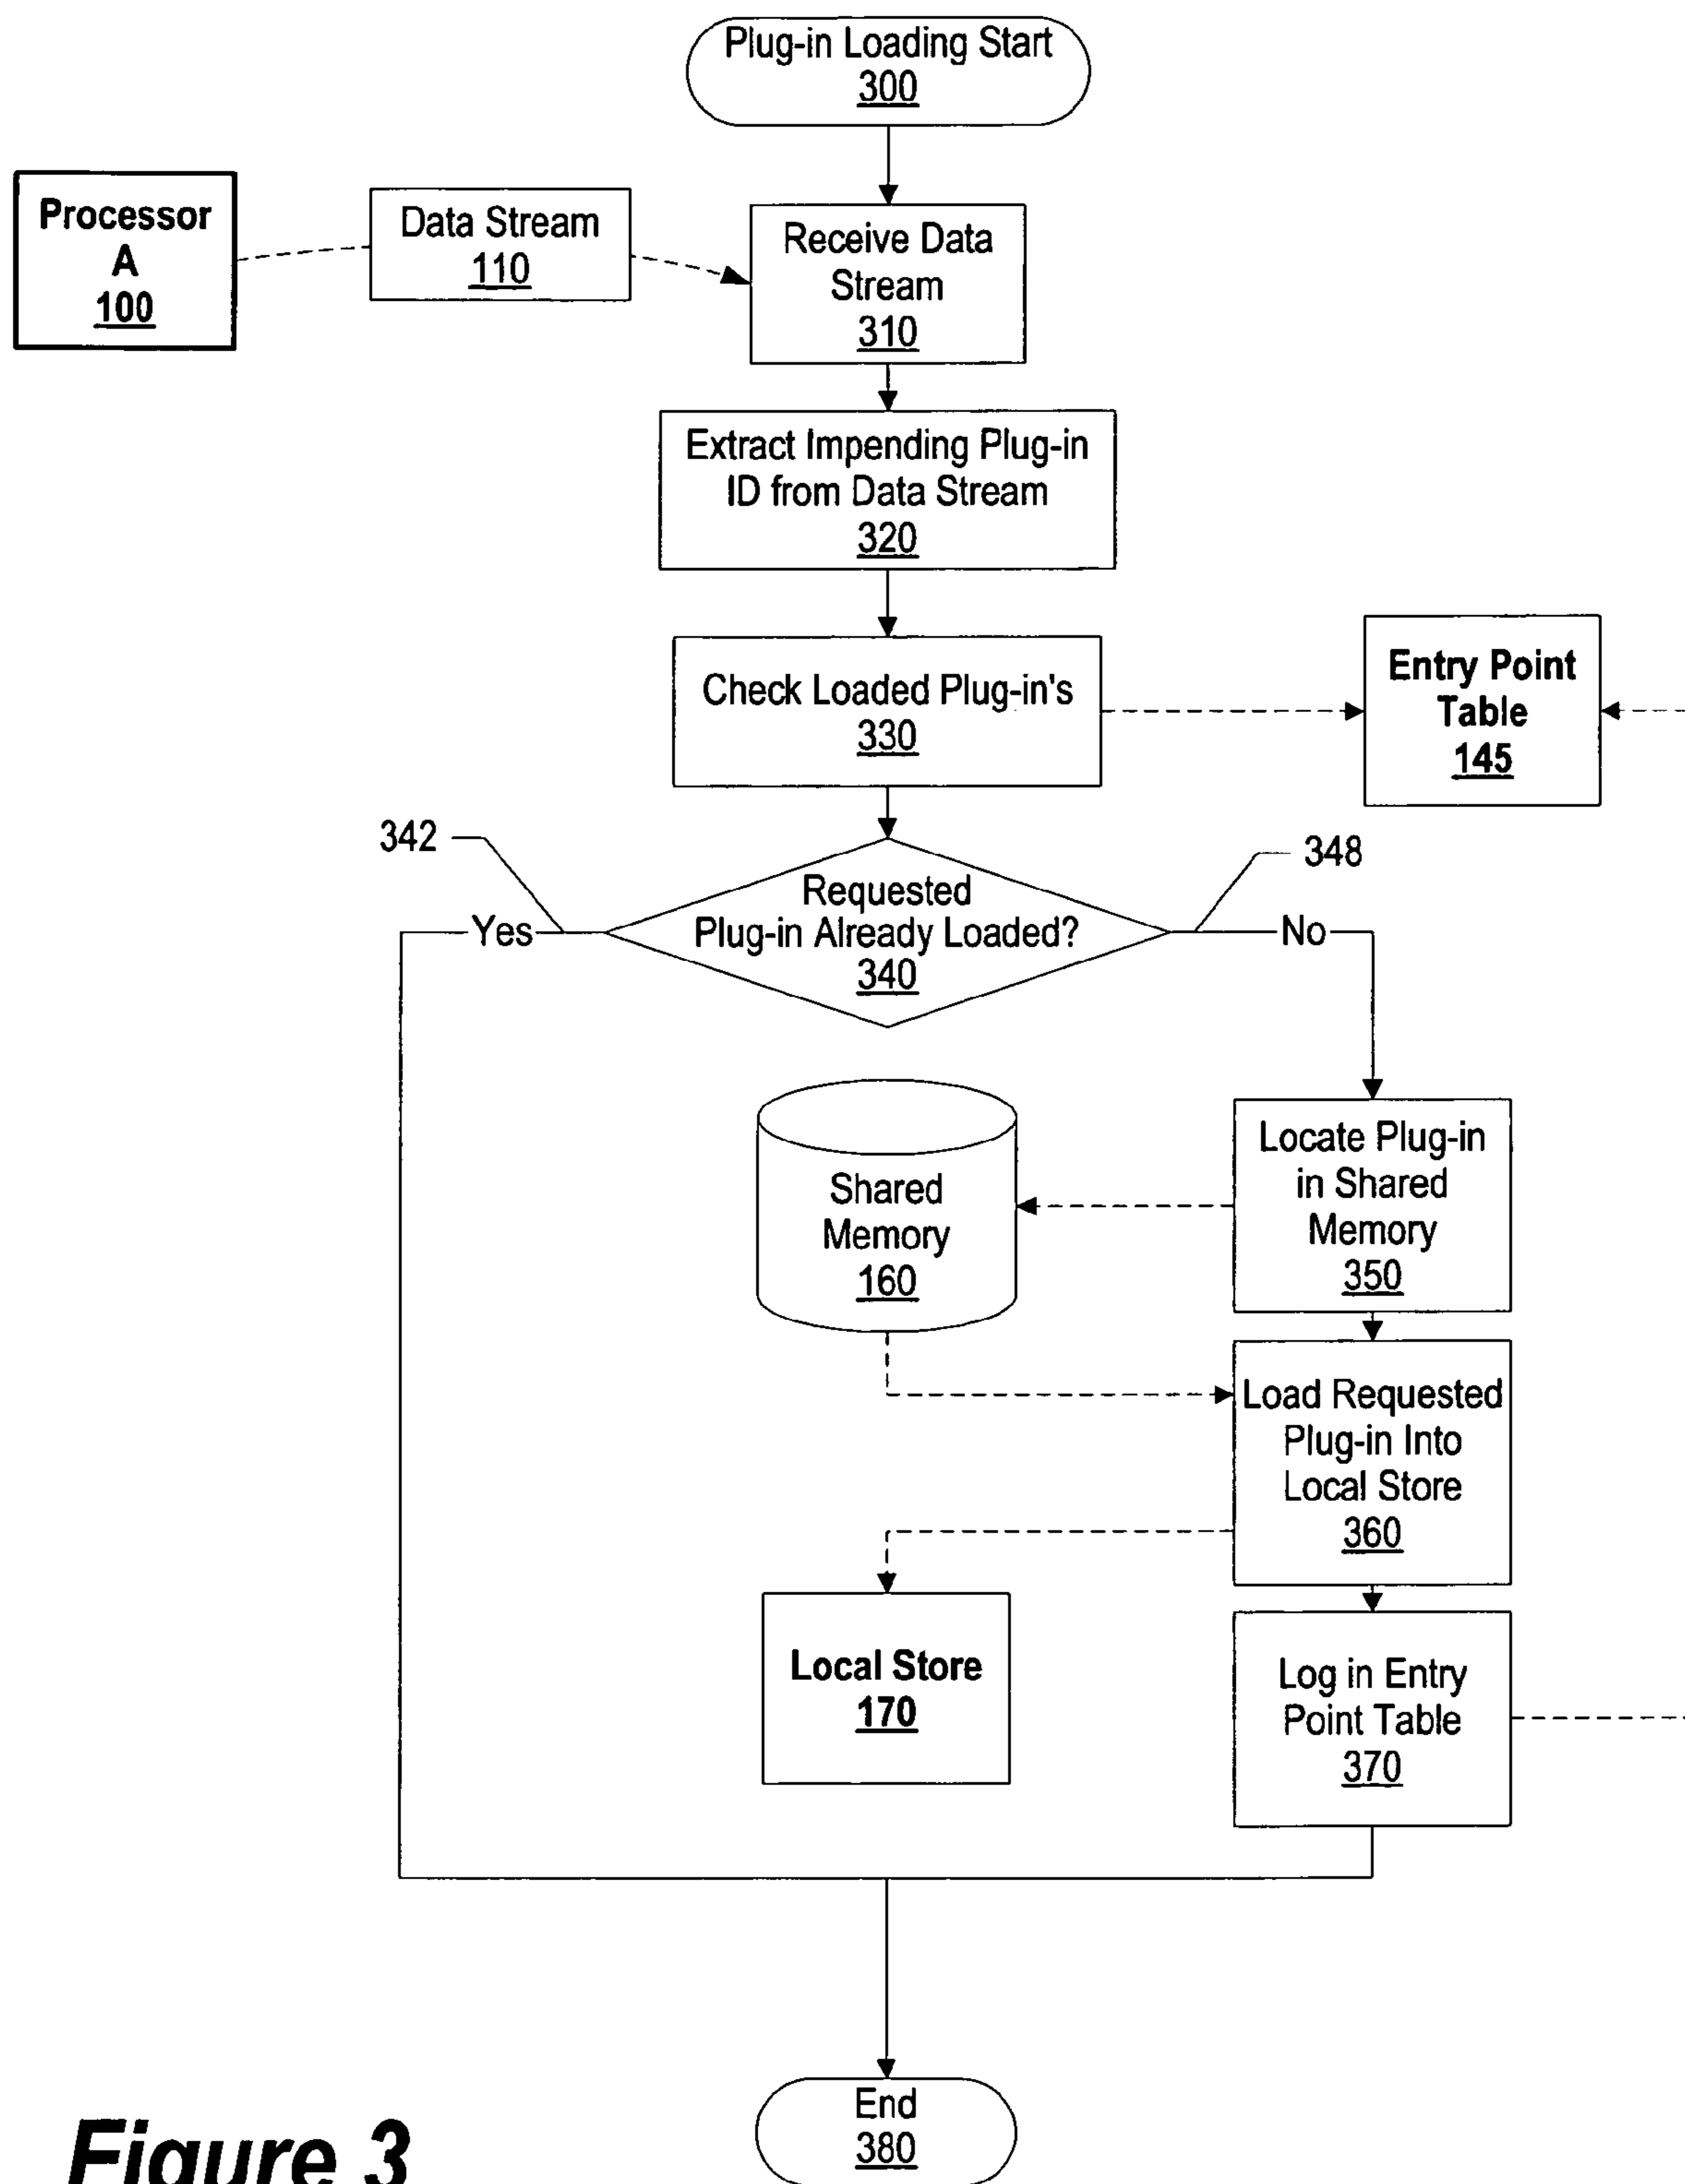 Plug-in Loading Start
300
Processor
A
100
Data Stream
110
Receive Data
Stream
310
Extract Impending Plug-in
ID from Data Stream
320
Check Loaded Plug-in's
330
Entry Point
Table
145
342
348
Requested
Plug-in Already Loaded?
340
Yes
No
Shared
Memory
160
Locate Plug-in
in Shared
Memory
350
Load Requested
Plug-in Into
Local Store
360
Local Store
170
Log in Entry
Point Table
370
End
380
Figure 3